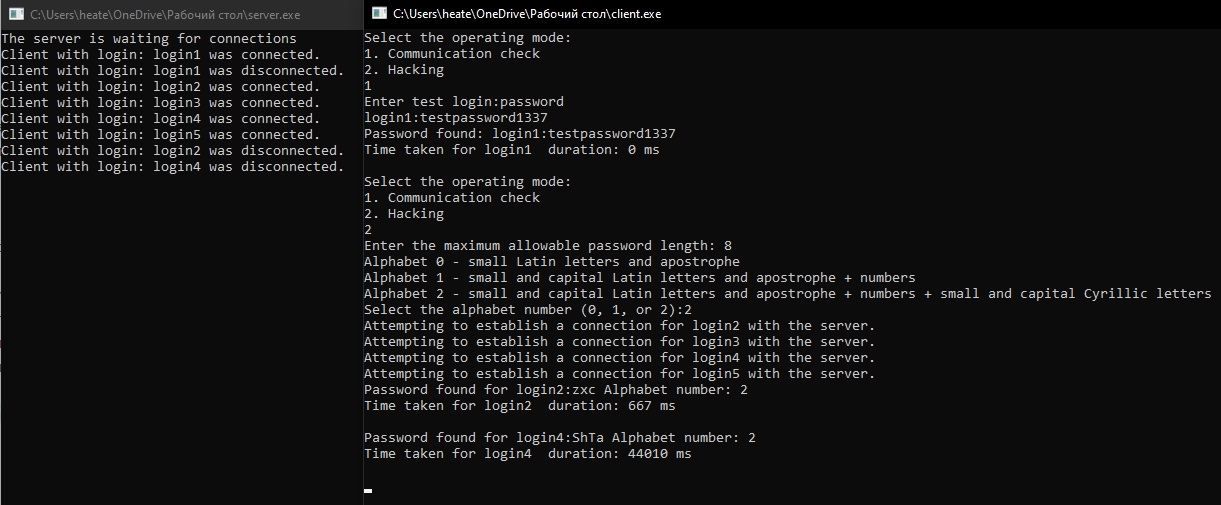 C:\Users\heate\OneDrive\Рабочий стол\server.exe
The server is waiting for connections
Client with login: login1 was connected.
Client with login: login1 was disconnected.
Client with login: login2 was connected.
Client with login: login3 was connected.
Client with login: login4 was connected.
Client with login: login5 was connected.
Client with login: login2 was disconnected.
Client with login: login4 was disconnected.
C:\Users\heate\OneDrive\Рабочий стол\client.exe
Select the operating mode:
1. Communication check
2. Hacking
1
Enter test login:password
login1:testpassword1337
Password found: login1:testpassword1337
Time taken for login1  duration: 0 ms
Select the operating mode:
1. Communication check
2. Hacking
2
Enter the maximum allowable password length: 8
Alphabet 0 - small Latin letters and apostrophe
Alphabet 1 - small and capital Latin letters and apostrophe + numbers
Alphabet 2 - small and capital Latin letters and apostrophe + numbers + small and capital Cyrillic letters
Select the alphabet number (0, 1, or 2):2
Attempting to establish a connection for login2 with the server.
Attempting to establish a connection for login3 with the server.
Attempting to establish a connection for login4 with the server.
Attempting to establish a connection for login5 with the server.
Password found for login2:zxc Alphabet number: 2
Time taken for login2  duration: 667 ms
Password found for login4:ShTa Alphabet number: 2
Time taken for login4  duration: 44010 ms